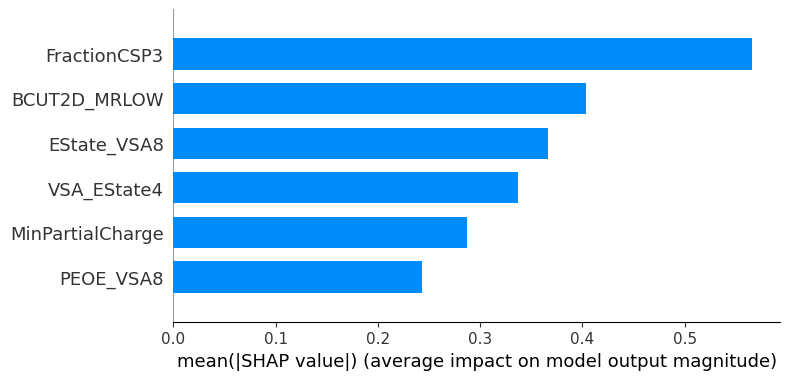 FractionCSP3
BCUT2D_MRLOW
EState_VSA8
VSA_EState4
MinPartialCharge
PEOE_VSA8
0.0 0.1 0.2 0.3 0.4 0.5
mean(|SHAP value|) (average impact on model output magnitude)